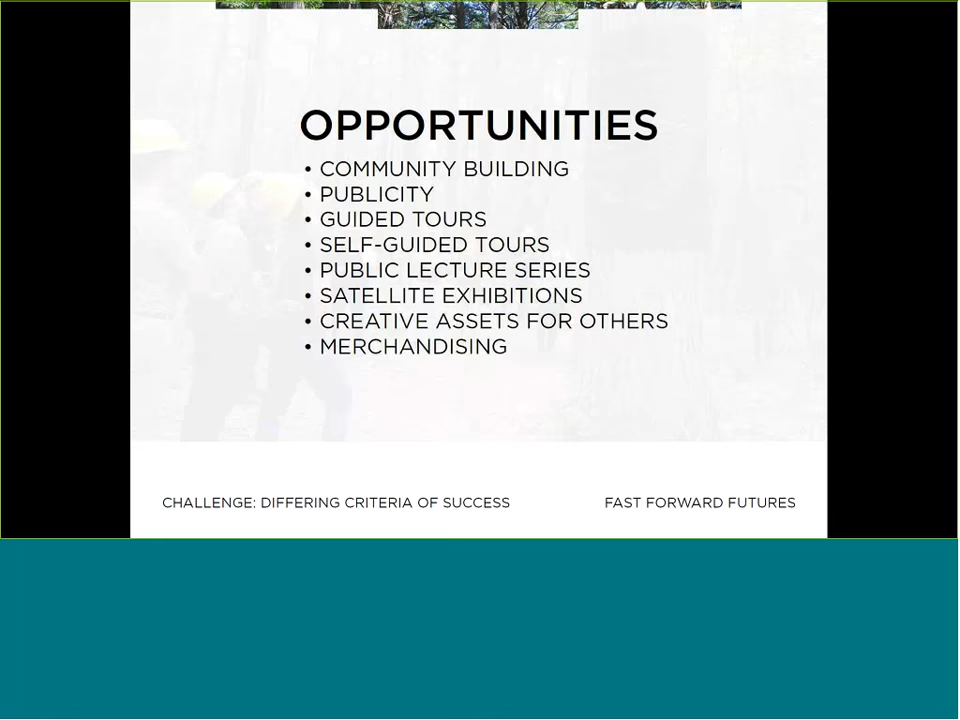 OPPORTUNITIES
• COMMUNITY BUILDING
• PUBLICITY
• GUIDED TOURS
• SELF-GUIDED TOURS
• PUBLIC LECTURE SERIES
• SATELLITE EXHIBITIONS
• CREATIVE ASSETS FOR OTHERS
• MERCHANDISING
CHALLENGE: DIFFERING CRITERIA OF SUCCESS
FAST FORWARD FUTURES